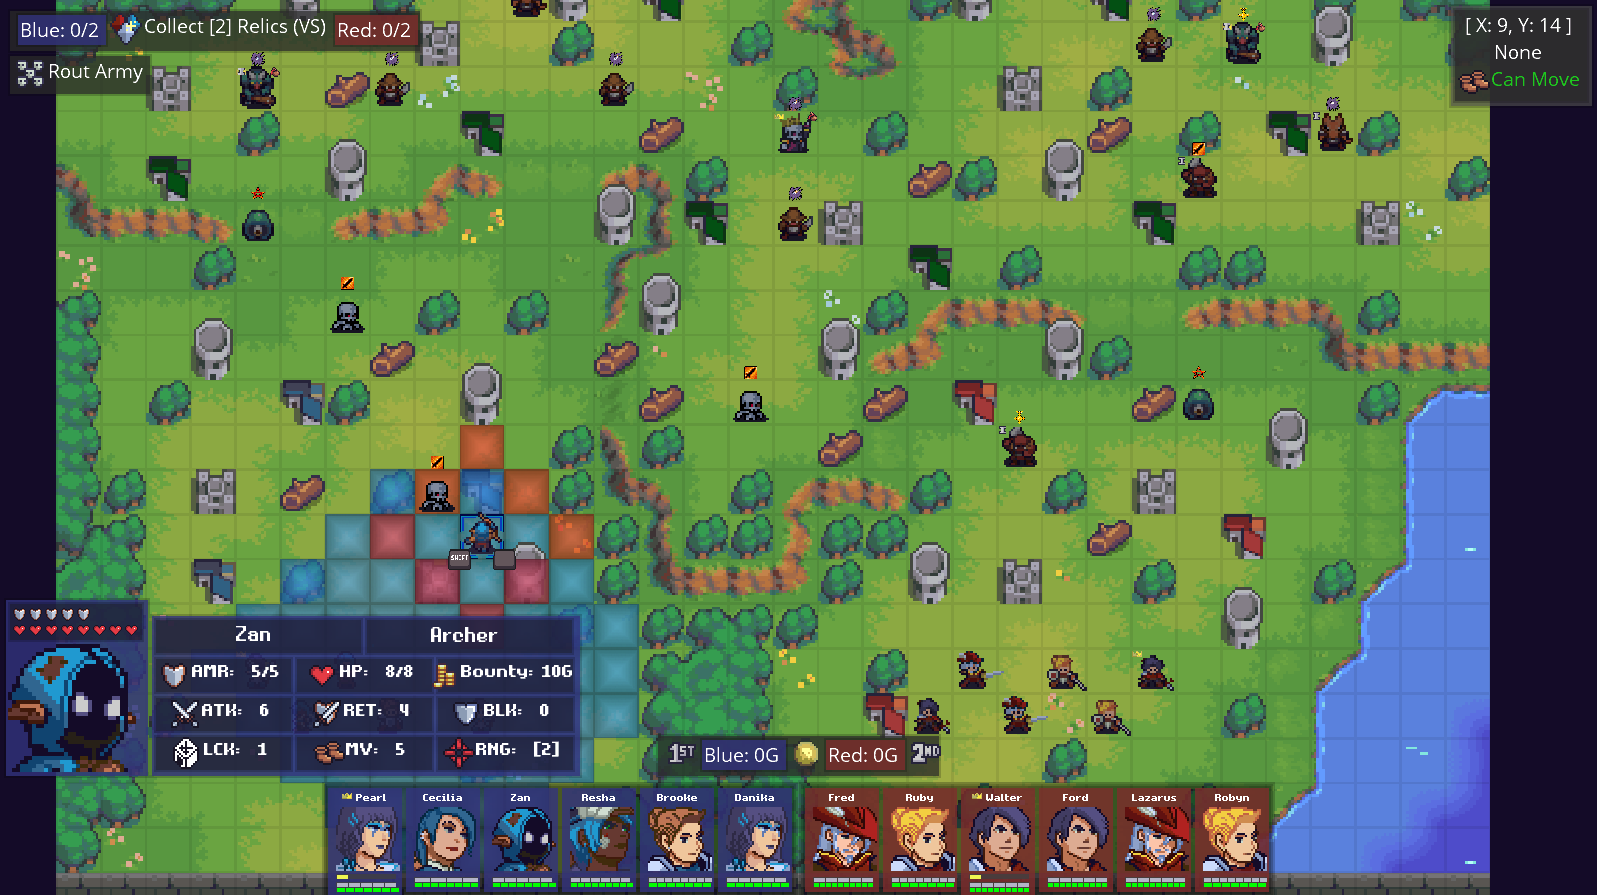 Blue: 0/2 Collect [2] Relics (VS) Red: 0/2
Rout Army
[ X: 9, Y: 14 ]
None
Can Move
SHIFT
Zan Archer
AMR: 5/5 HP: 8/8 Bounty: 10G
ATK: 6 RET: 4 BLK: 0
LCK: 1 MV: 5 RNG: [2]
1ST Blue: 0G Red: 0G 2ND
Pearl Cecilia Zan Resha Brooke Danika Fred Ruby Walter Ford Lazarus Robyn